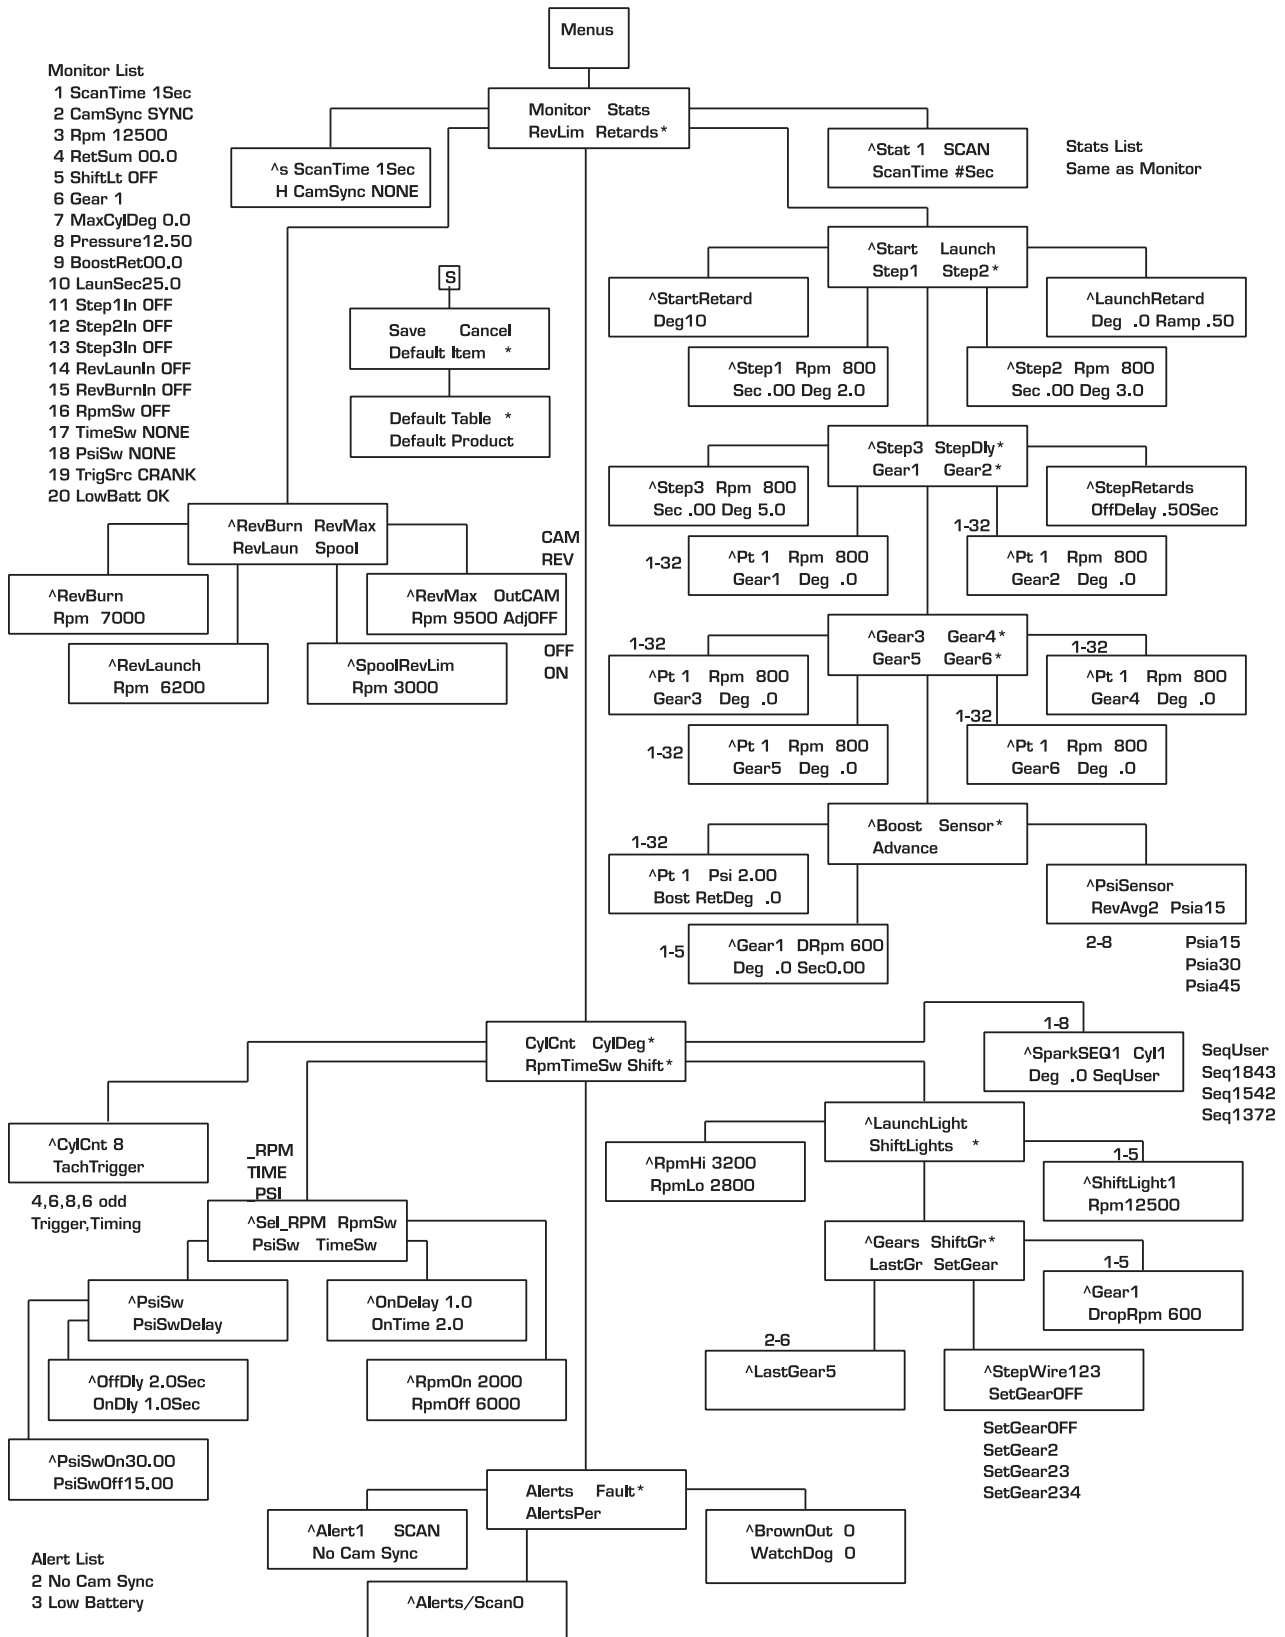 Menus
Monitor List
1 ScanTime 1Sec
2 CamSync SYNC
3 Rpm 12500
4 RetSum 00.0
5 ShiftLt OFF
6 Gear 1
7 MaxCylDeg 0.0
8 Pressure12.50
9 BoostRet00.0
10 LaunSec25.0
11 Step1In OFF
12 Step2In OFF
13 Step3In OFF
14 RevLaunIn OFF
15 RevBurnIn OFF
16 RpmSw OFF
17 TimeSw NONE
18 PsiSw NONE
19 TrigSrc CRANK
20 LowBatt OK
Monitor Stats
RevLim Retards*
^s ScanTime 1Sec
H CamSync NONE
^Stat 1 SCAN
ScanTime #Sec
Stats List
Same as Monitor
^Start Launch
Step1 Step2*
^StartRetard
Deg10
^LaunchRetard
Deg .0 Ramp .50
^Step1 Rpm 800
Sec .00 Deg 2.0
^Step2 Rpm 800
Sec .00 Deg 3.0
S
Save Cancel
Default Item *
Default Table *
Default Product
^Step3 StepDly*
Gear1 Gear2*
^Step3 Rpm 800
Sec .00 Deg 5.0
^StepRetards
OffDelay .50Sec
1-32
^Pt 1 Rpm 800
Gear1 Deg .0
1-32
^Pt 1 Rpm 800
Gear2 Deg .0
^RevBurn RevMax
RevLaun Spool
CAM
REV
^RevBurn
Rpm 7000
^RevMax OutCAM
Rpm 9500 AdjOFF
^RevLaunch
Rpm 6200
^SpoolRevLim
Rpm 3000
OFF
ON
^Gear3 Gear4*
Gear5 Gear6*
1-32
^Pt 1 Rpm 800
Gear3 Deg .0
1-32
^Pt 1 Rpm 800
Gear4 Deg .0
1-32
^Pt 1 Rpm 800
Gear5 Deg .0
1-32
^Pt 1 Rpm 800
Gear6 Deg .0
^Boost Sensor*
Advance
1-32
^Pt 1 Psi 2.00
Bost RetDeg .0
^PsiSensor
RevAvg2 Psia15
1-5
^Gear1 DRpm 600
Deg .0 Sec0.00
2-8
Psia15
Psia30
Psia45
CylCnt CylDeg*
RpmTimeSw Shift*
1-8
^SparkSEQ1 Cyl1
Deg .0 SeqUser
SeqUser
Seq1843
Seq1542
Seq1372
^CylCnt 8
TachTrigger
4,6,8,6 odd
Trigger,Timing
_RPM
TIME
_PSI
^Sel_RPM RpmSw
PsiSw TimeSw
^LaunchLight
ShiftLights *
^RpmHi 3200
RpmLo 2800
1-5
^ShiftLight1
Rpm12500
^Gears ShiftGr*
LastGr SetGear
1-5
^Gear1
DropRpm 600
^PsiSw
PsiSwDelay
^OnDelay 1.0
OnTime 2.0
2-6
^LastGear5
^StepWire123
SetGearOFF
^OffDly 2.0Sec
OnDly 1.0Sec
^RpmOn 2000
RpmOff 6000
SetGearOFF
SetGear2
SetGear23
SetGear234
^PsiSwOn30.00
PsiSwOff15.00
Alerts Fault*
AlertsPer
^Alert1 SCAN
No Cam Sync
^BrownOut 0
WatchDog 0
Alert List
2 No Cam Sync
3 Low Battery
^Alerts/Scan0